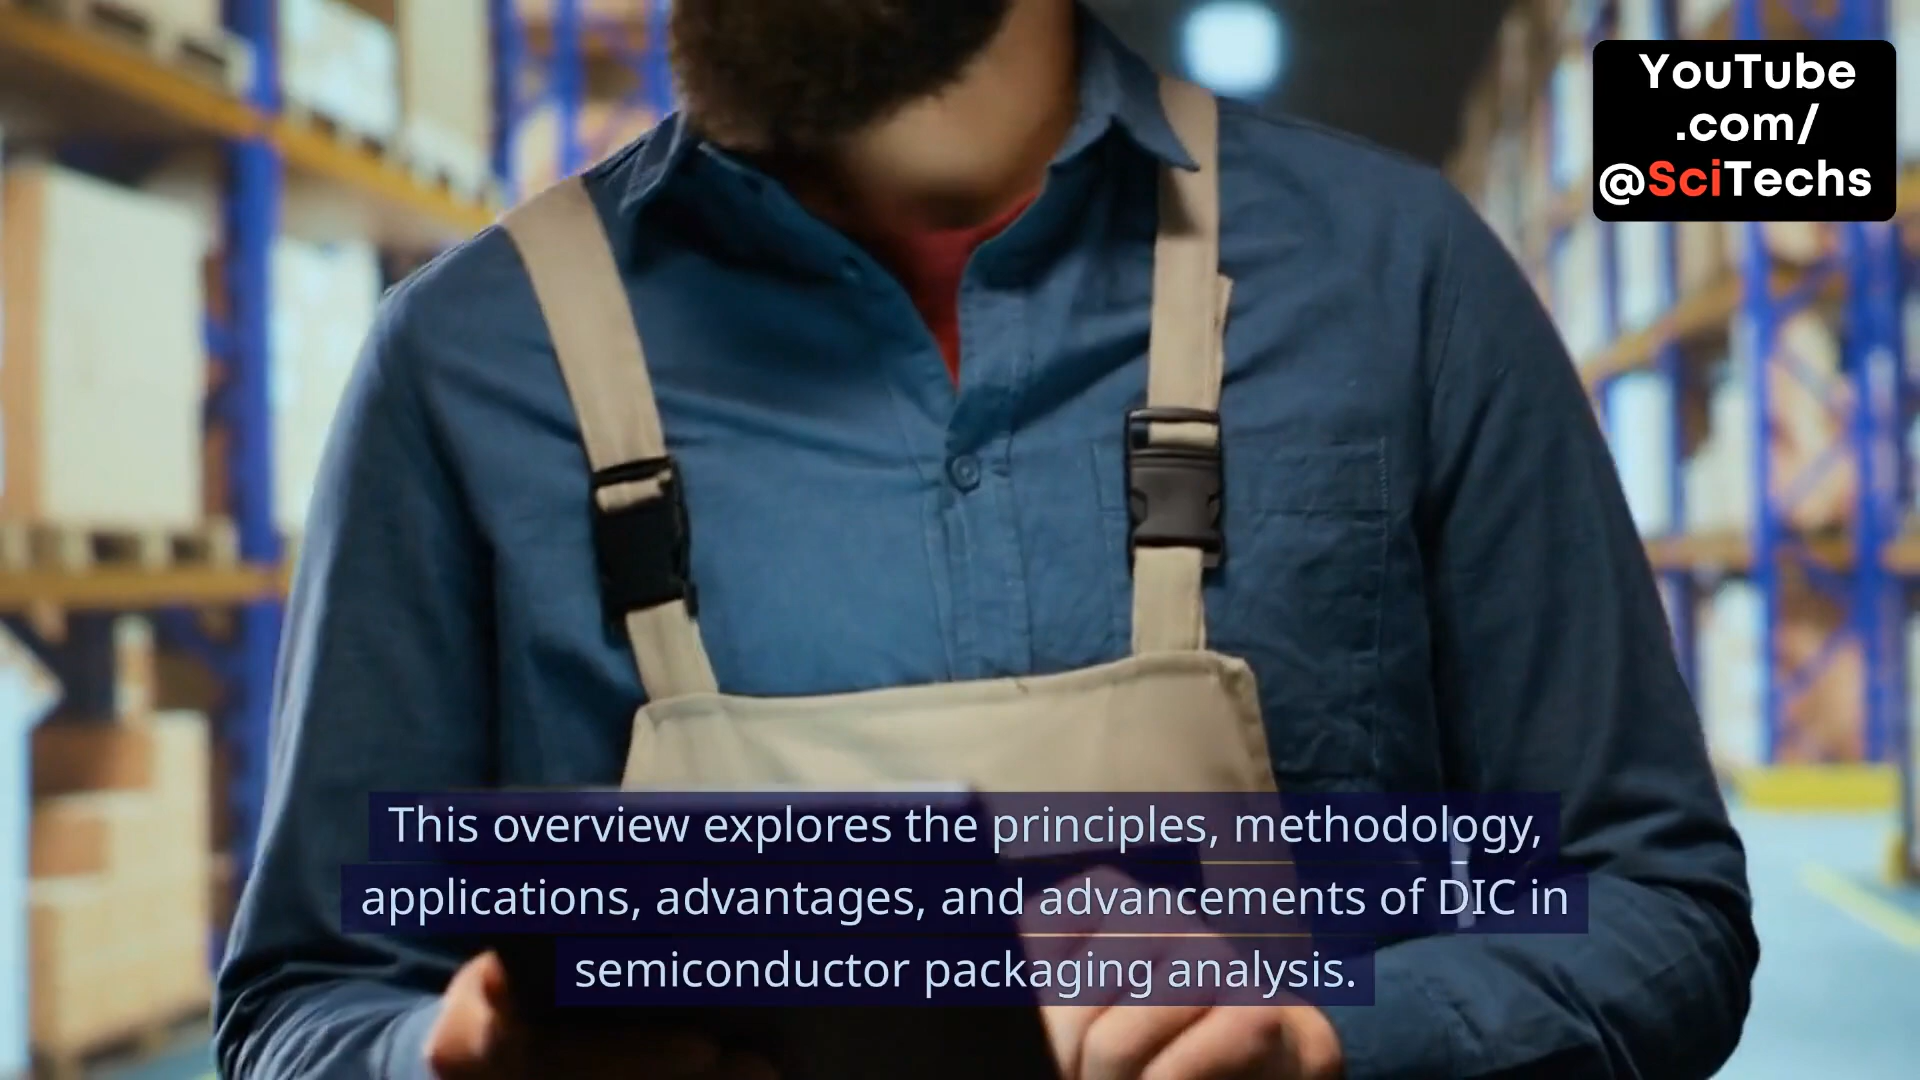 YouTube
.com/
@SciTechs
This overview explores the principles, methodology,
applications, advantages, and advancements of DIC in
semiconductor packaging analysis.